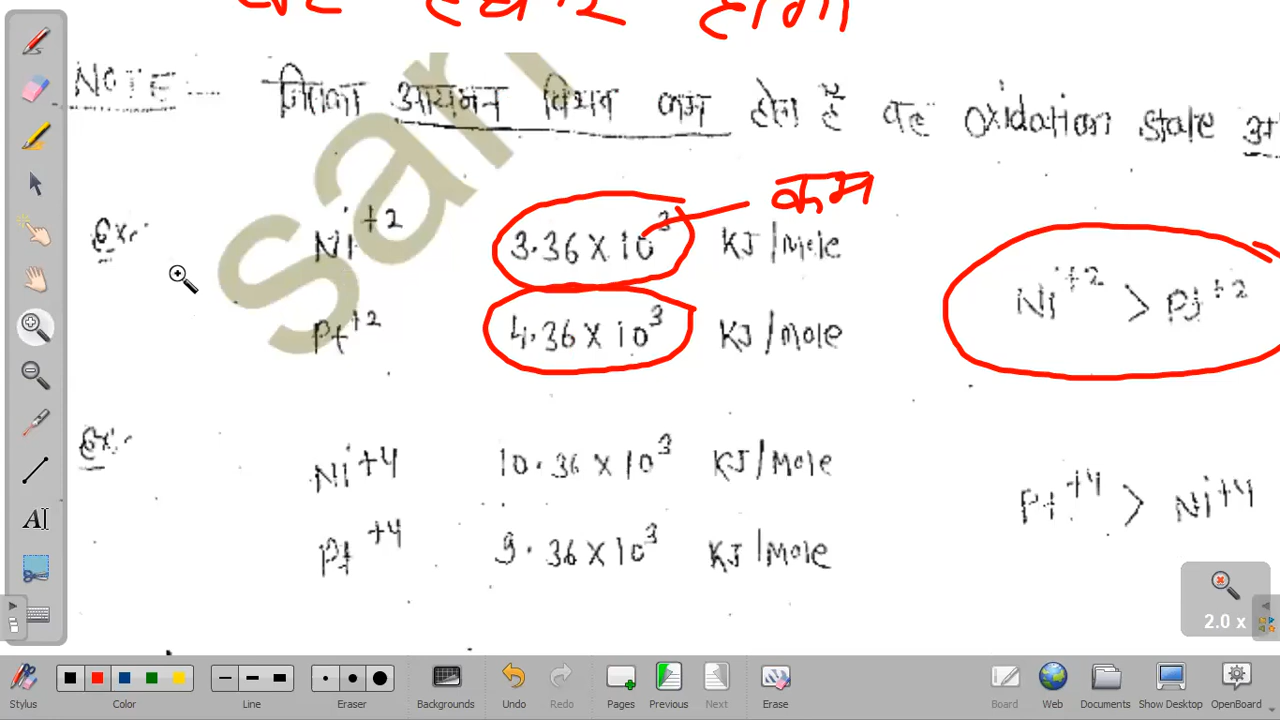 होगा
NOTE जिनका आयनन विभव कम होता है वह oxidation state
कम
Ex:- Ni+2 3.36 x 10³ KJ/mole
Ni+2 > Pt+2
Pt+2 4.36 x 10³ KJ/mole
Ex:- Ni+4 10.36 x 10³ KJ/mole
Pt+4 > Ni+4
Pt+4 9.36 x 10³ KJ/mole
sar
AI
2.0 x
Stylus Color Line Eraser Backgrounds Undo Redo Pages Previous Next Erase Board Web Documents Show Desktop OpenBoard